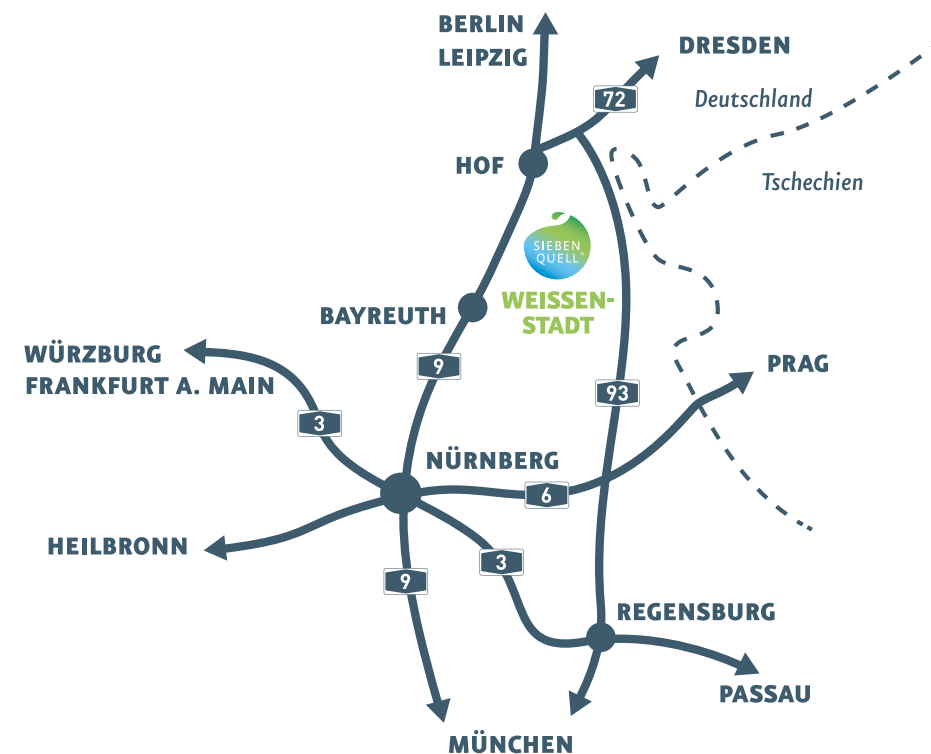 BERLIN
LEIPZIG
DRESDEN
72
Deutschland
HOF
Tschechien
SIEBEN
QUELL
WEISSEN-
STADT
BAYREUTH
WÜRZBURG
FRANKFURT A. MAIN
9
PRAG
93
3
NÜRNBERG
6
HEILBRONN
3
9
REGENSBURG
PASSAU
MÜNCHEN